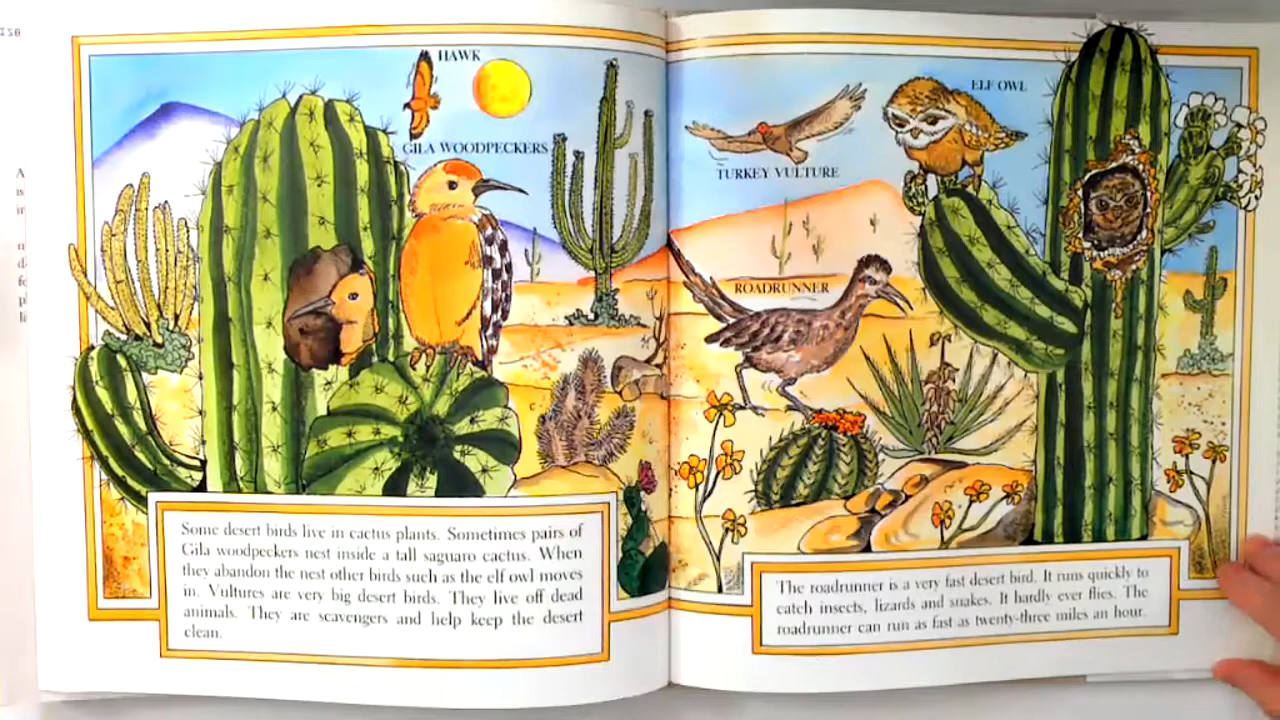 HAWK
GILA WOODPECKERS
Some desert birds live in cactus plants. Sometimes pairs of
Gila woodpeckers nest inside a tall saguaro cactus. When
they abandon the nest other birds such as the elf owl moves
in. Vultures are very big desert birds. They live off dead
animals. They are scavengers and help keep the desert
clean.
TURKEY VULTURE
ELF OWL
ROADRUNNER
The roadrunner is a very fast desert bird. It runs quickly to
catch insects, lizards and snakes. It hardly ever flies. The
roadrunner can run as fast as twenty-three miles an hour.